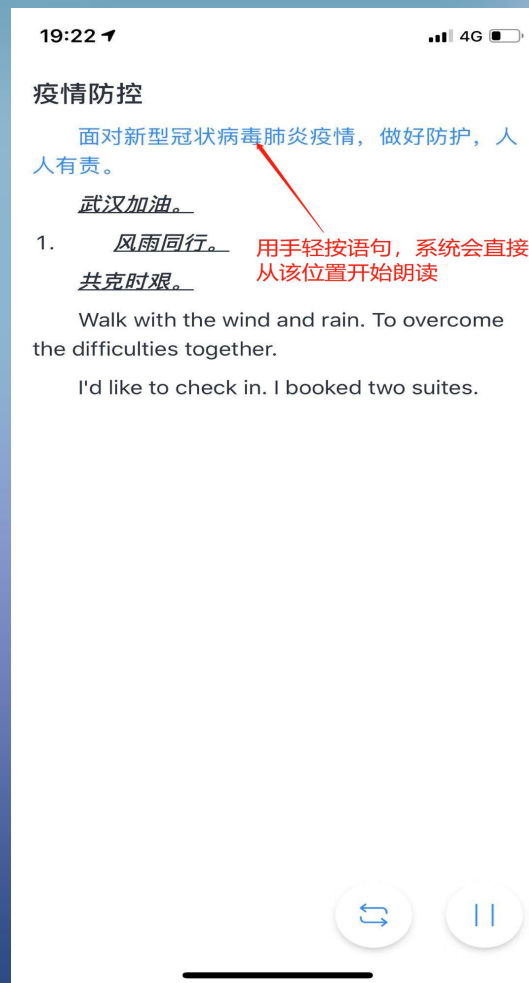 19:22
4G
疫情防控
面对新型冠状病毒肺炎疫情，做好防护，人
人有责。
武汉加油。
1. 风雨同行。
用手轻按语句，系统会直接
从该位置开始朗读
共克时艰。
Walk with the wind and rain. To overcome
the difficulties together.
I'd like to check in. I booked two suites.